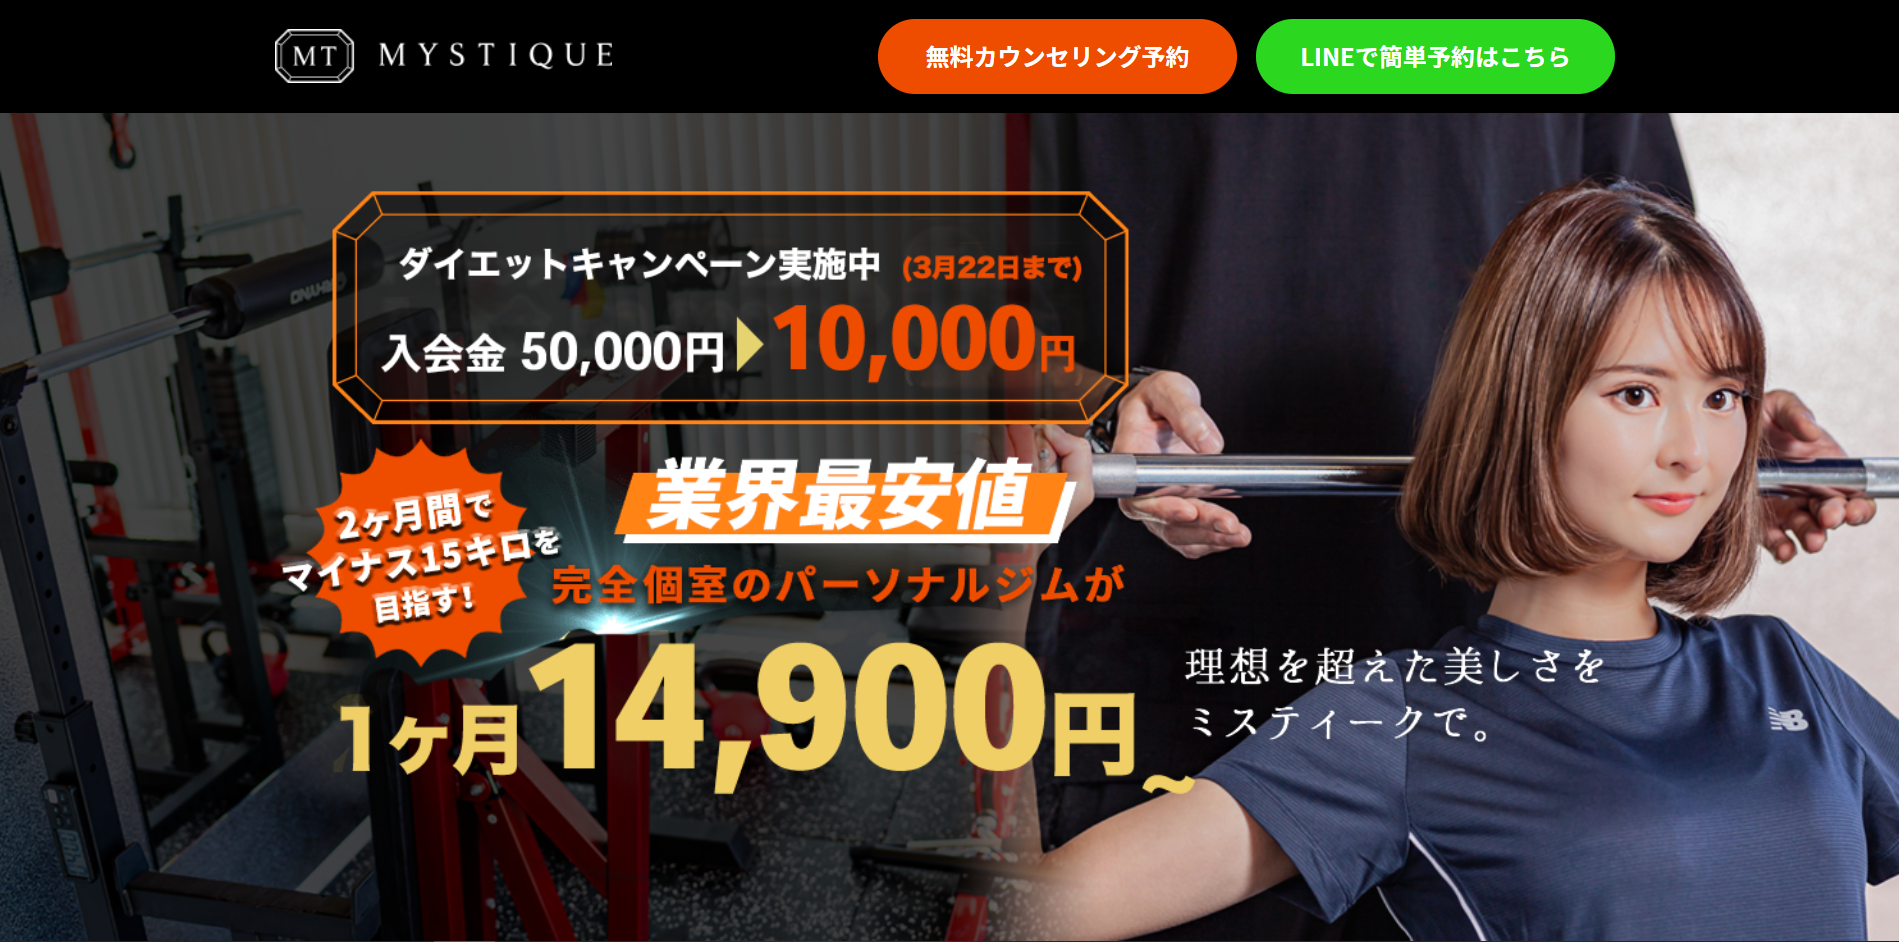 MT MYSTIQUE
無料カウンセリング予約
LINEで簡単予約はこちら
ダイエットキャンペーン実施中 (3月22日まで)
入会金 50,000円 10,000円
2ヶ月間で
マイナス15キロを
目指す!
業界最安値
完全個室のパーソナルジムが
1ヶ月14,900円~
理想を超えた美しさを
ミスティークで。